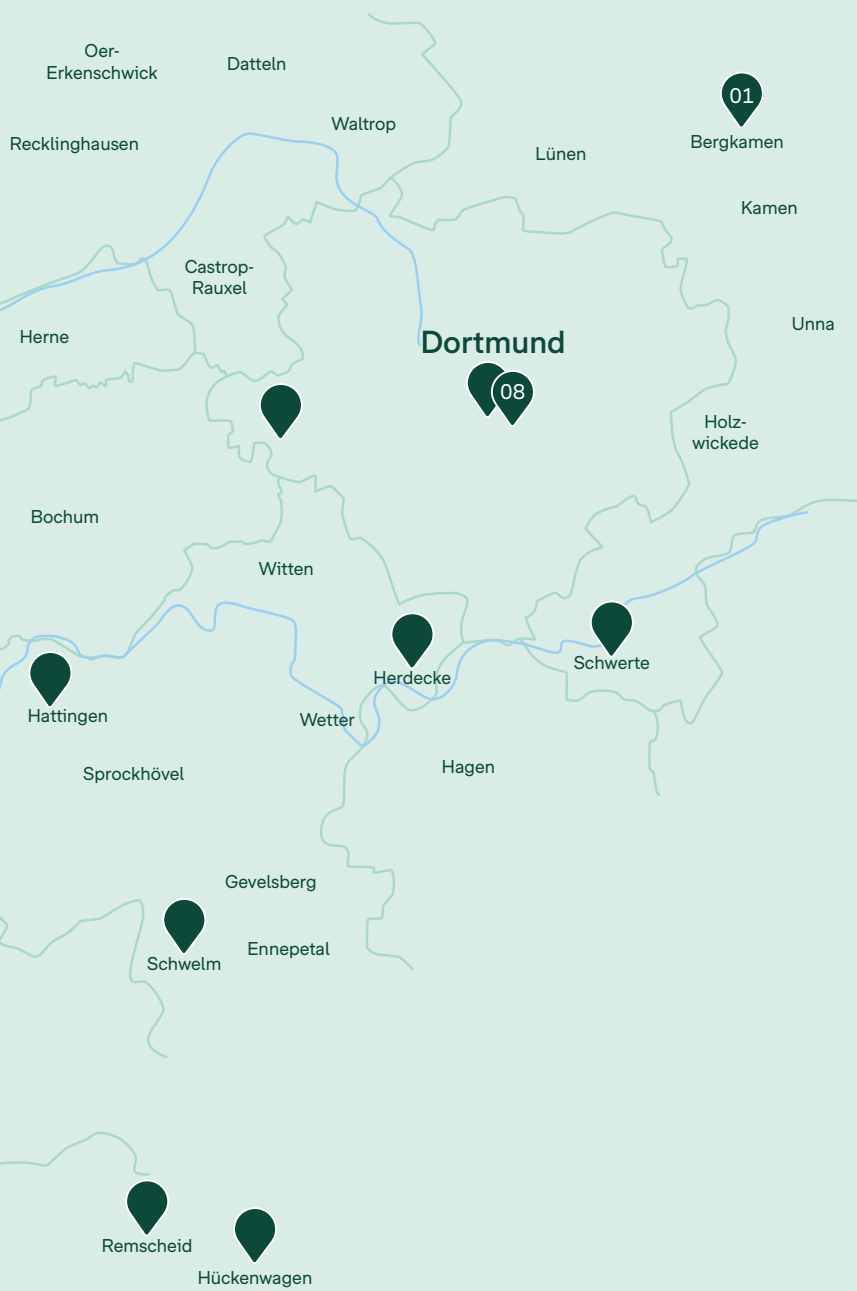 Oer-
Erkenschwick
Datteln
01
Waltrop
Recklinghausen
Lünen
Bergkamen
Kamen
Castrop-
Rauxel
Herne
Unna
Dortmund
08
Holz-
wickede
Bochum
Witten
Schwerte
Herdecke
Hattingen
Wetter
Hagen
Sprockhövel
Gevelsberg
Ennepetal
Schwelm
Remscheid
Hückenwagen